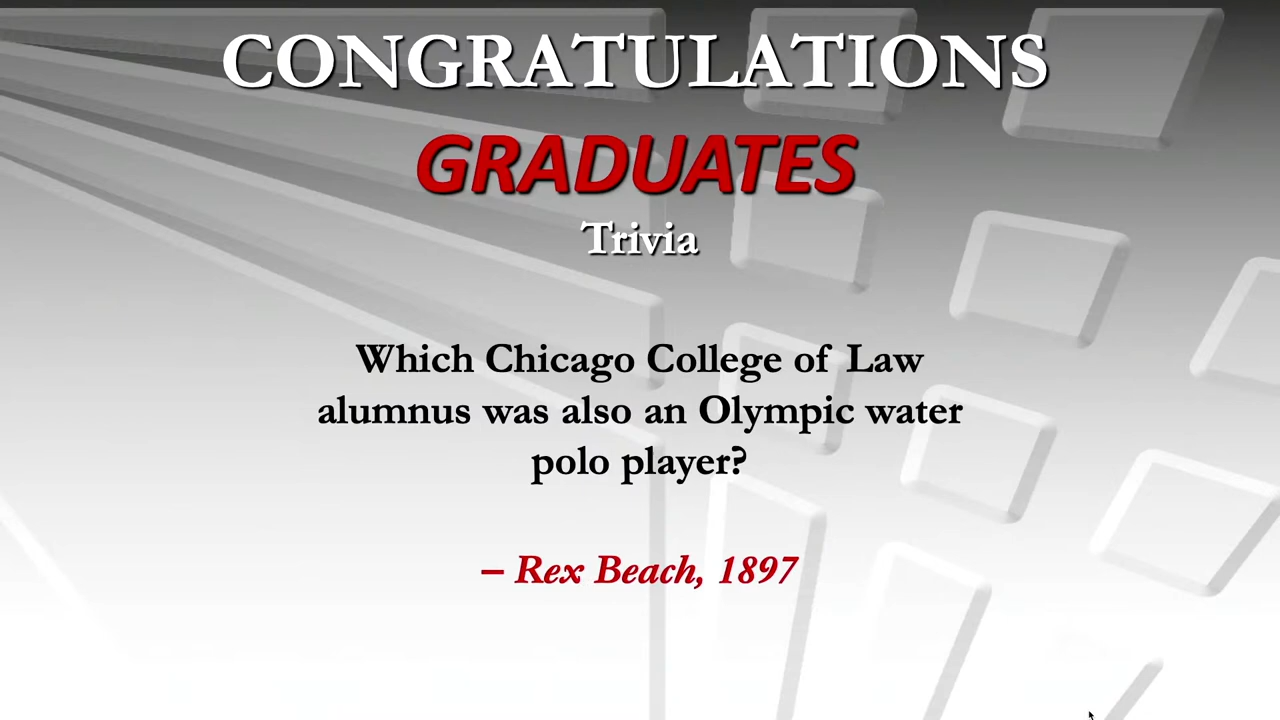 CONGRATULATIONS
GRADUATES
Trivia
Which Chicago College of Law
alumnus was also an Olympic water
polo player?
– Rex Beach, 1897